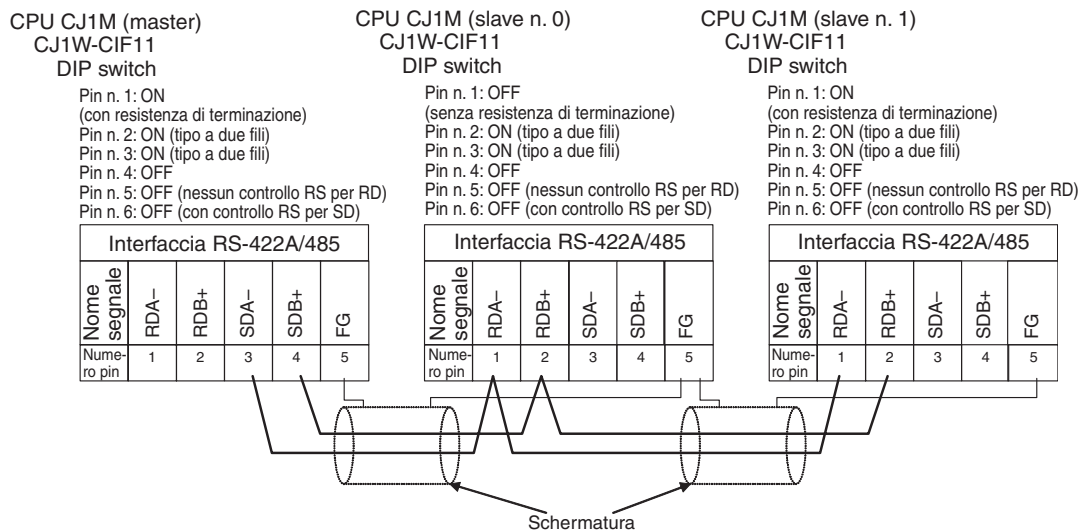 CPU CJ1M (master)
CJ1W-CIF11
DIP switch
Pin n. 1: ON
(con resistenza di terminazione)
Pin n. 2: ON (tipo a due fili)
Pin n. 3: ON (tipo a due fili)
Pin n. 4: OFF
Pin n. 5: OFF (nessun controllo RS per RD)
Pin n. 6: OFF (con controllo RS per SD)
Interfaccia RS-422A/485
Nome segnale RDA– RDB+ SDA– SDB+ FG
Nume-
ro pin 1 2 3 4 5
CPU CJ1M (slave n. 0)
CJ1W-CIF11
DIP switch
Pin n. 1: OFF
(senza resistenza di terminazione)
Pin n. 2: ON (tipo a due fili)
Pin n. 3: ON (tipo a due fili)
Pin n. 4: OFF
Pin n. 5: OFF (nessun controllo RS per RD)
Pin n. 6: OFF (con controllo RS per SD)
Interfaccia RS-422A/485
Nome segnale RDA– RDB+ SDA– SDB+ FG
Nume-
ro pin 1 2 3 4 5
CPU CJ1M (slave n. 1)
CJ1W-CIF11
DIP switch
Pin n. 1: ON
(con resistenza di terminazione)
Pin n. 2: ON (tipo a due fili)
Pin n. 3: ON (tipo a due fili)
Pin n. 4: OFF
Pin n. 5: OFF (nessun controllo RS per RD)
Pin n. 6: OFF (con controllo RS per SD)
Interfaccia RS-422A/485
Nome segnale RDA– RDB+ SDA– SDB+ FG
Nume-
ro pin 1 2 3 4 5
Schermatura